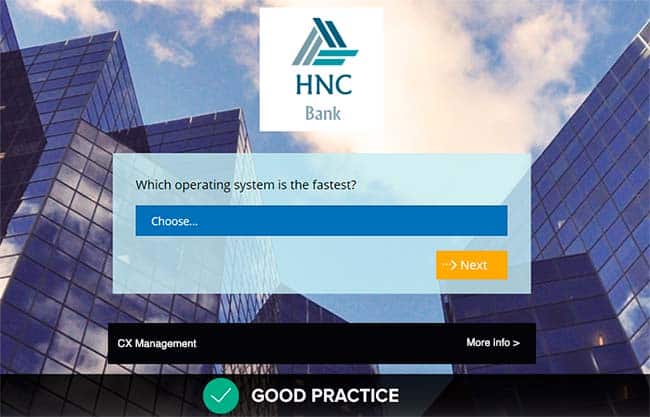 HNC
Bank
Which operating system is the fastest?
Choose...
Next
CX Management
More info >
GOOD PRACTICE